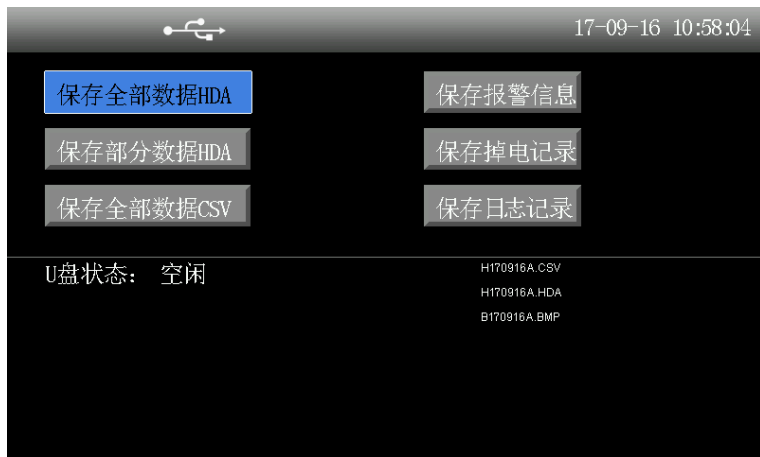 17-09-16 10:58:04
保存全部数据HDA
保存报警信息
保存部分数据HDA
保存掉电记录
保存全部数据CSV
保存日志记录
U盘状态： 空闲
H170916A.CSV
H170916A.HDA
B170916A.BMP